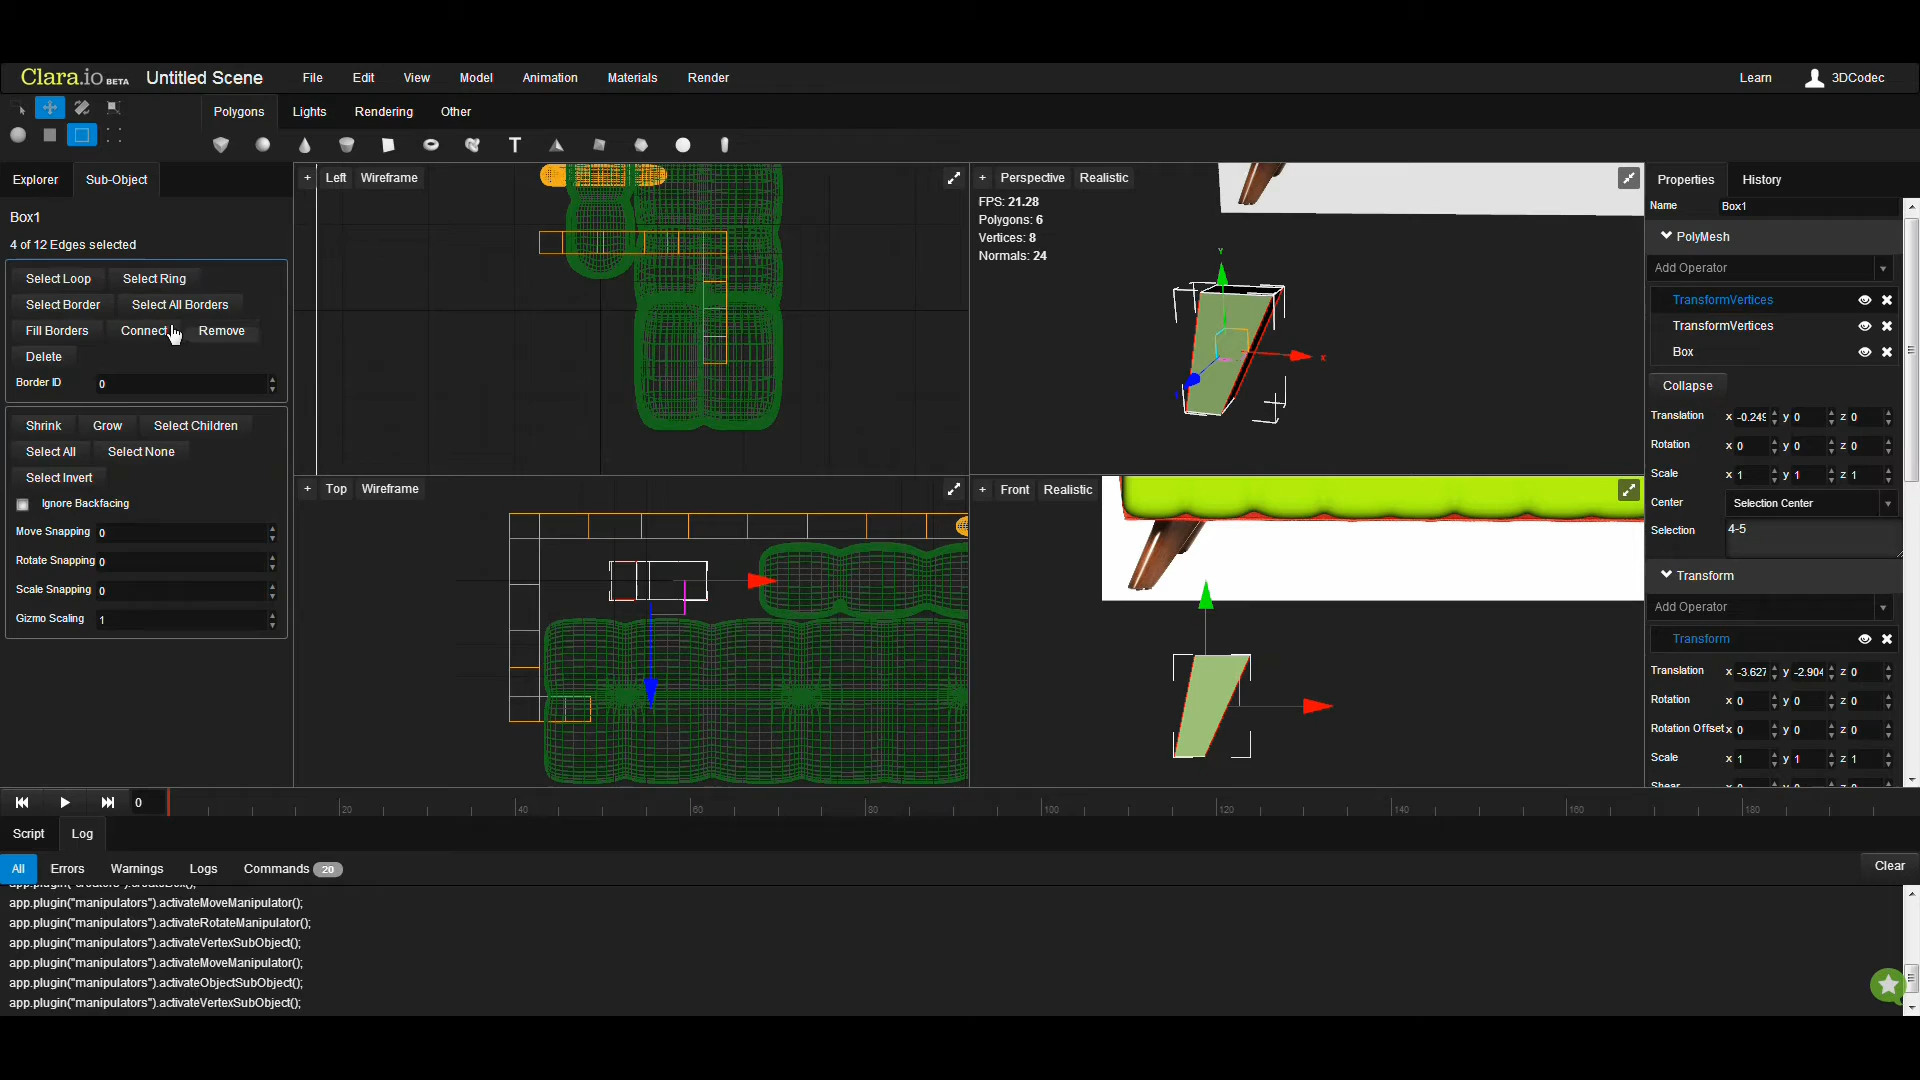 Clara.io BETA Untitled Scene File Edit View Model Animation Materials Render Learn 3DCodec
Polygons Lights Rendering Other
Explorer Sub-Object
Box1
4 of 12 Edges selected
Select Loop Select Ring
Select Border Select All Borders
Fill Borders Connect Remove
Delete
Border ID 0
Shrink Grow Select Children
Select All Select None
Select Invert
Ignore Backfacing
Move Snapping 0
Rotate Snapping 0
Scale Snapping 0
Gizmo Scaling 1
+ Left Wireframe
+ Perspective Realistic
FPS: 21.28
Polygons: 6
Vertices: 8
Normals: 24
Y
x
+ Top Wireframe
+ Front Realistic
Properties History
Name Box1
PolyMesh
Add Operator
TransformVertices
TransformVertices
Box
Collapse
Translation x -0.249 y 0 z 0
Rotation x 0 y 0 z 0
Scale x 1 y 1 z 1
Center Selection Center
Selection 4-5
Transform
Add Operator
Transform
Translation x -3.627 y -2.904 z 0
Rotation x 0 y 0 z 0
Rotation Offset x 0 y 0 z 0
Scale x 1 y 1 z 1
Shear
0 20 40 60 80 100 120 140 160 180
Script Log
All Errors Warnings Logs Commands 20 Clear
app.plugin("creators").createBox();
app.plugin("manipulators").activateMoveManipulator();
app.plugin("manipulators").activateRotateManipulator();
app.plugin("manipulators").activateVertexSubObject();
app.plugin("manipulators").activateMoveManipulator();
app.plugin("manipulators").activateObjectSubObject();
app.plugin("manipulators").activateVertexSubObject();